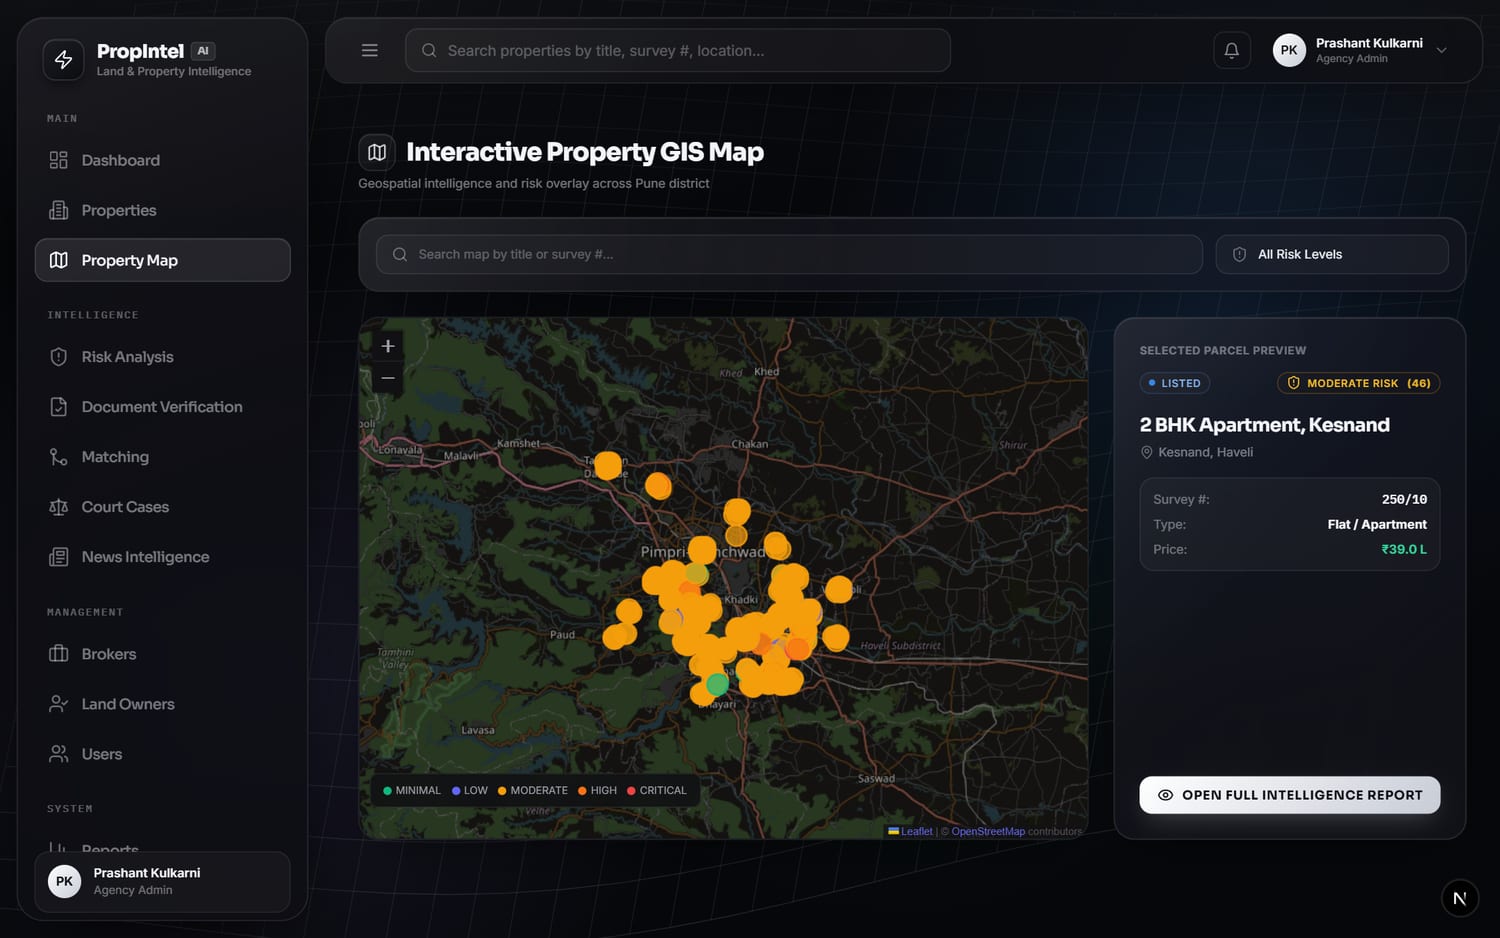 PropIntel AI
Land & Property Intelligence
MAIN
Dashboard
Properties
Property Map
INTELLIGENCE
Risk Analysis
Document Verification
Matching
Court Cases
News Intelligence
MANAGEMENT
Brokers
Land Owners
Users
SYSTEM
Reports
PK
Prashant Kulkarni
Agency Admin
Search properties by title, survey #, location...
PK
Prashant Kulkarni
Agency Admin
Interactive Property GIS Map
Geospatial intelligence and risk overlay across Pune district
Search map by title or survey #...
All Risk Levels
+
−
Khed
Khed
Lonavala
Malavli
Kamshet
Chakan
Shirur
Khadki
Paud
Tamhini
Valley
Haveli Subdistrict
Lavasa
Saswad
Velhe
MINIMAL
LOW
MODERATE
HIGH
CRITICAL
Leaflet | © OpenStreetMap contributors
SELECTED PARCEL PREVIEW
LISTED
MODERATE RISK (46)
2 BHK Apartment, Kesnand
Kesnand, Haveli
Survey #: 250/10
Type: Flat / Apartment
Price: ₹39.0 L
OPEN FULL INTELLIGENCE REPORT
N